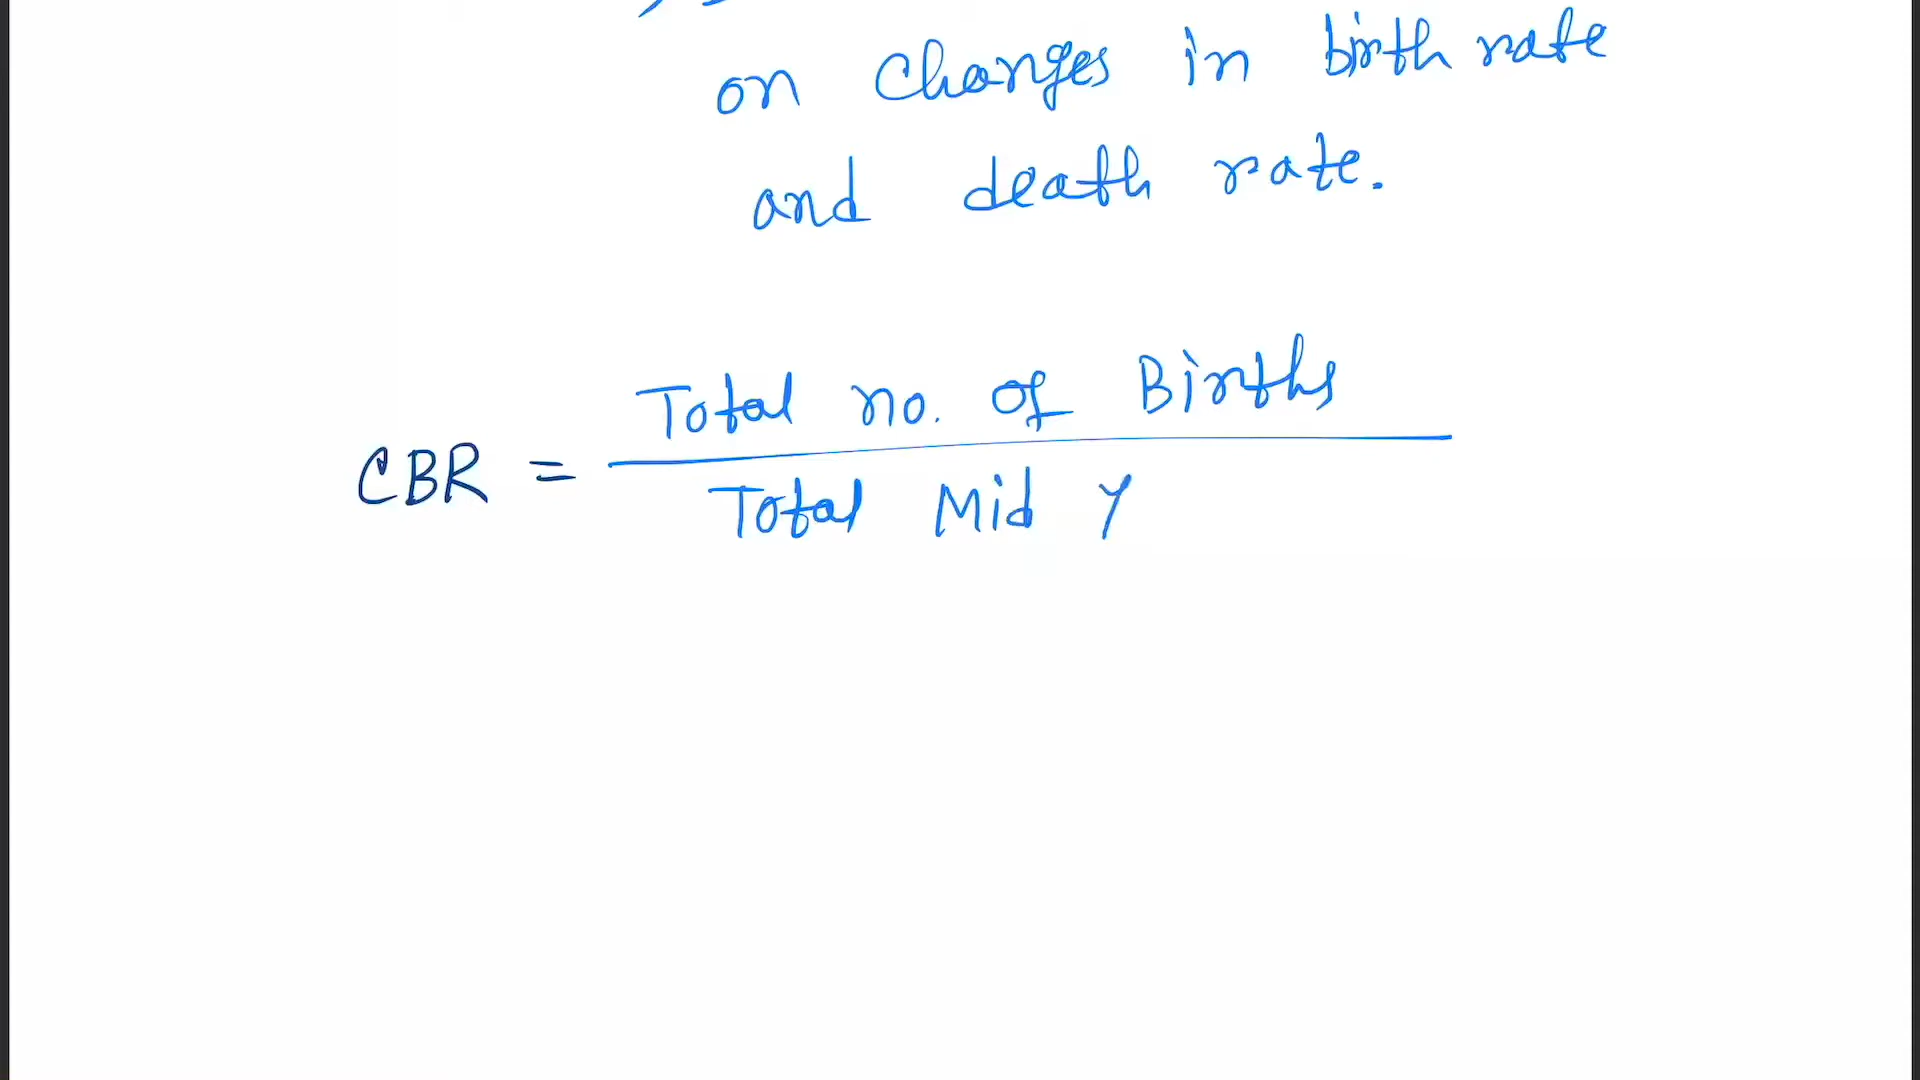 on changes in birth rate
and death rate.
Total no. of Births
CBR =
Total Mid Y